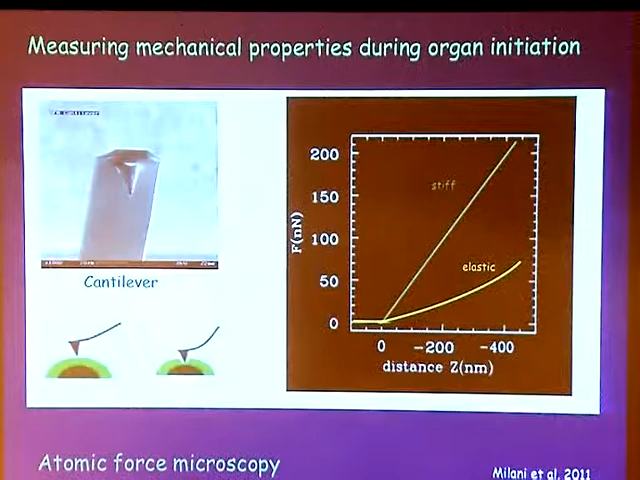 Measuring mechanical properties during organ initiation
Cantilever
F(nN)
200
150
100
50
0
stiff
elastic
0 -200 -400
distance Z(nm)
Atomic force microscopy
Milani et al, 2011